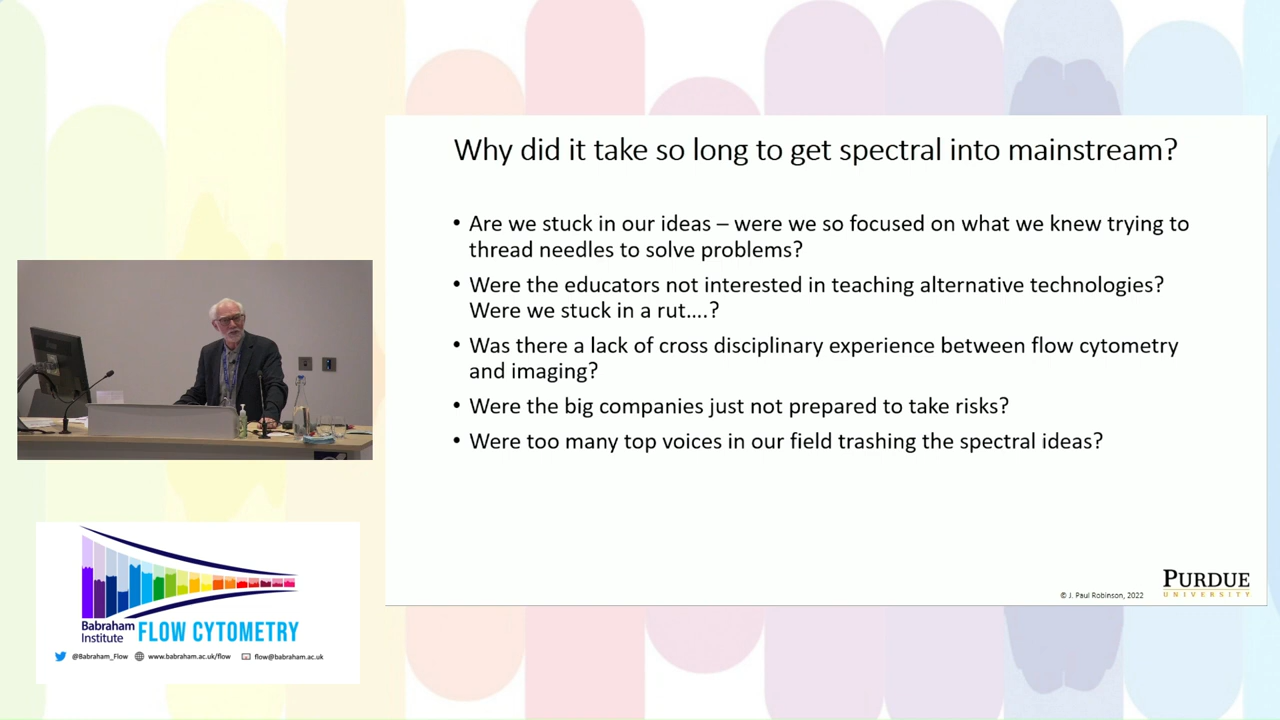 Why did it take so long to get spectral into mainstream?
• Are we stuck in our ideas – were we so focused on what we knew trying to
thread needles to solve problems?
• Were the educators not interested in teaching alternative technologies?
Were we stuck in a rut….?
• Was there a lack of cross disciplinary experience between flow cytometry
and imaging?
• Were the big companies just not prepared to take risks?
• Were too many top voices in our field trashing the spectral ideas?
© J. Paul Robinson, 2022
PURDUE
UNIVERSITY
Babraham
Institute
FLOW CYTOMETRY
@Babraham_Flow
www.babraham.ac.uk/flow
flow@babraham.ac.uk